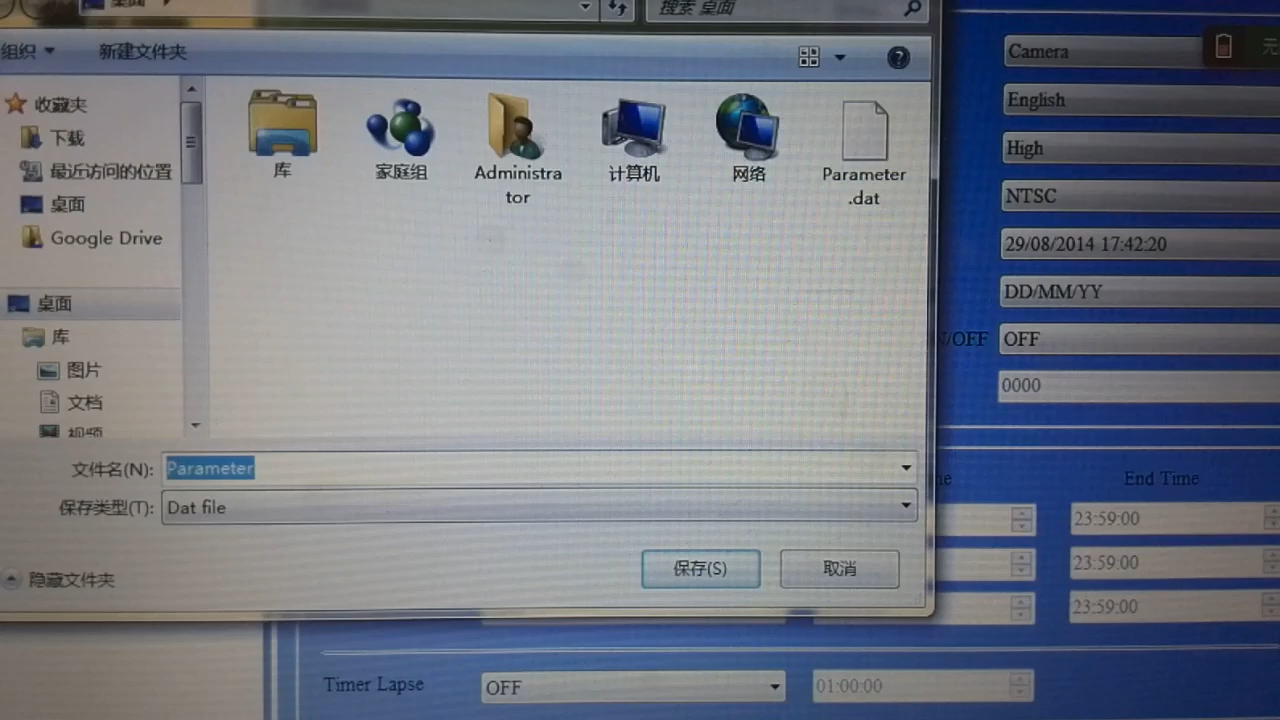 桌面
搜索 桌面
组织
新建文件夹
收藏夹
下载
最近访问的位置
桌面
Google Drive
桌面
库
图片
文档
视频
库
家庭组
Administra
tor
计算机
网络
Parameter
.dat
文件名(N):
Parameter
保存类型(T):
Dat file
隐藏文件夹
保存(S)
取消
Camera
无
English
High
NTSC
29/08/2014 17:42:20
DD/MM/YY
/OFF
OFF
0000
End Time
23:59:00
23:59:00
23:59:00
Timer Lapse
OFF
01:00:00